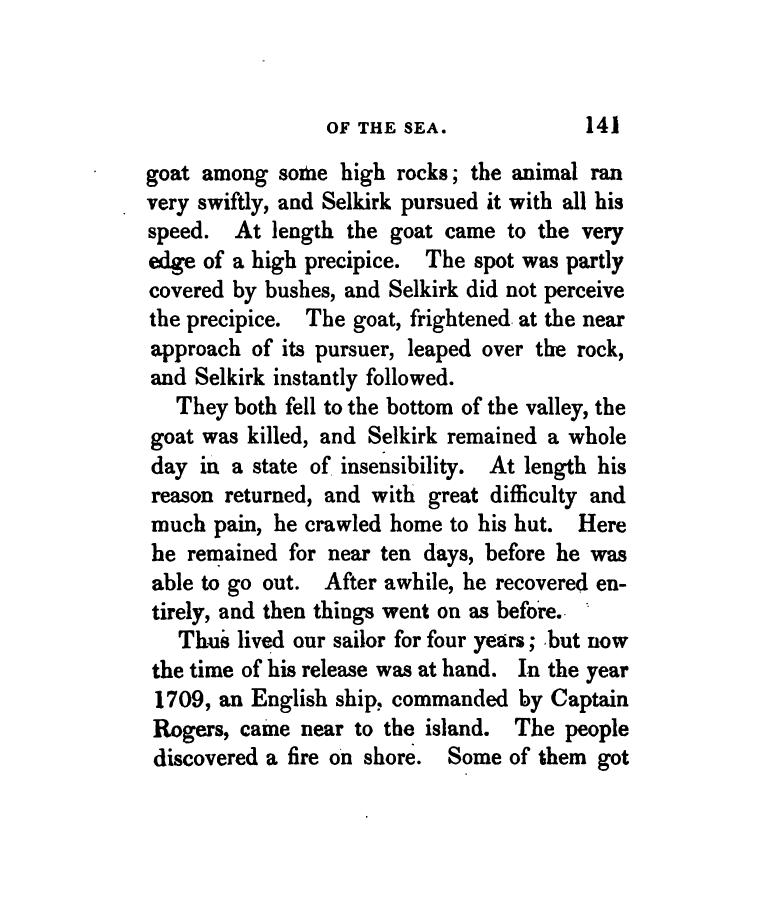 OF THE SEA. 141
goat among some high rocks; the animal ran
very swiftly, and Selkirk pursued it with all his
speed. At length the goat came to the very
edge of a high precipice. The spot was partly
covered by bushes, and Selkirk did not perceive
the precipice. The goat, frightened at the near
approach of its pursuer, leaped over the rock,
and Selkirk instantly followed.
They both fell to the bottom of the valley, the
goat was killed, and Selkirk remained a whole
day in a state of insensibility. At length his
reason returned, and with great difficulty and
much pain, he crawled home to his hut. Here
he remained for near ten days, before he was
able to go out. After awhile, he recovered en-
tirely, and then things went on as before.
Thus lived our sailor for four years; but now
the time of his release was at hand. In the year
1709, an English ship, commanded by Captain
Rogers, came near to the island. The people
discovered a fire on shore. Some of them got